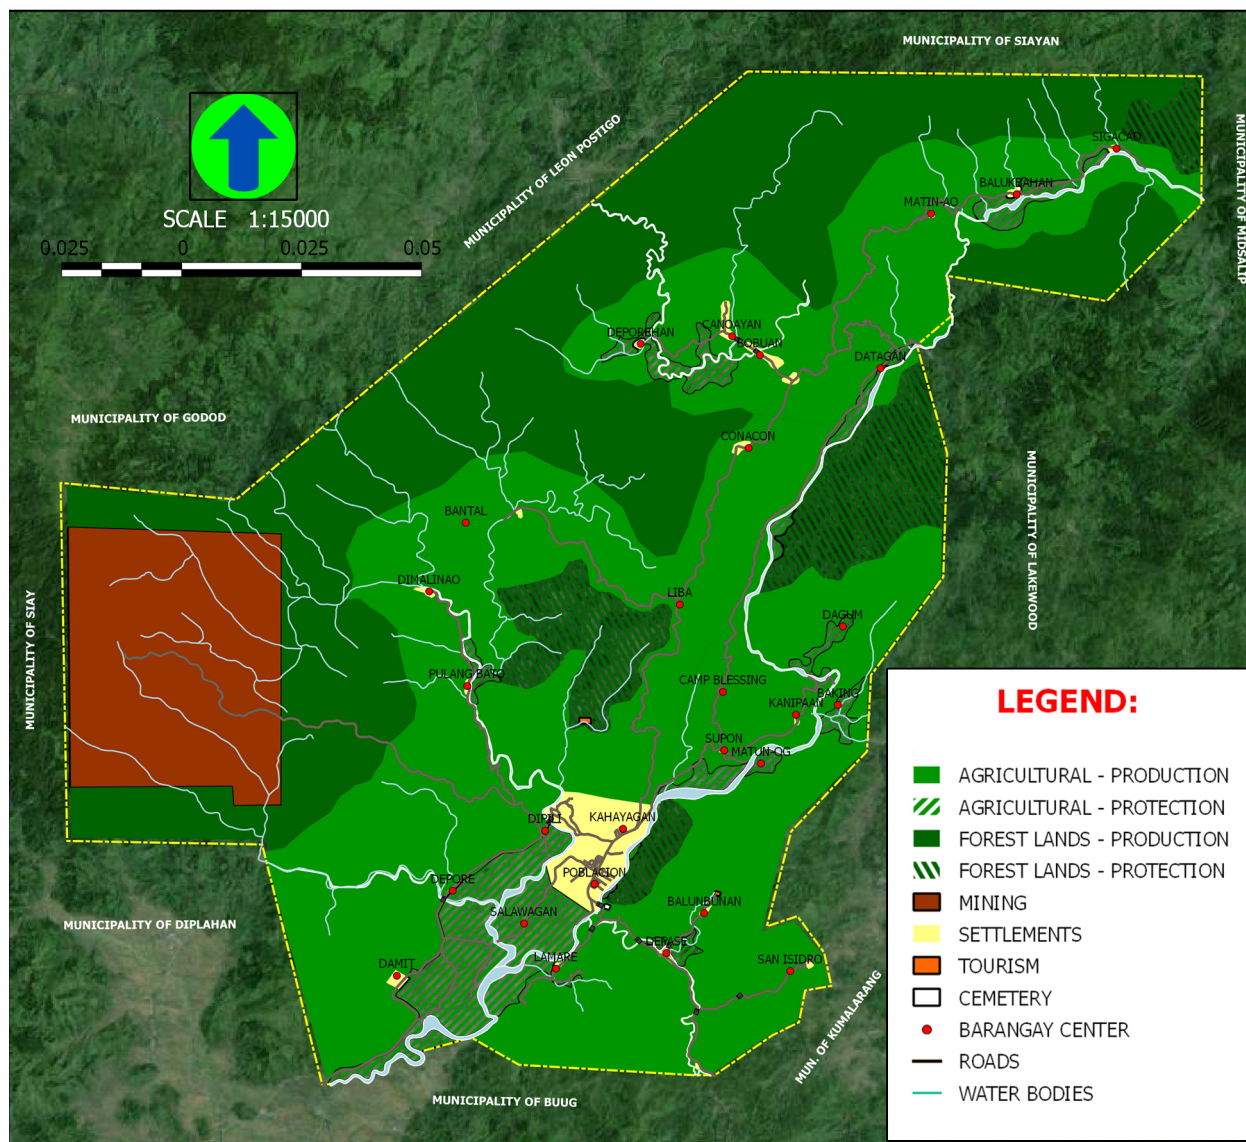 MUNICIPALITY OF SIAYAN
MUNICIPALITY OF LEON POSTIGO
MUNICIPALITY OF MIDSALIP
SIGACAD
BALUKBAHAN
MATIN-AO
SCALE 1:15000
0.025 0 0.025 0.05
CANOAYAN
DEPOREHAN
BOBUAN
DATAGAN
MUNICIPALITY OF GODOD
CONACON
MUNICIPALITY OF LAKEWOOD
BANTAL
DIMALINAO
LIBA
MUNICIPALITY OF SIAY
DAGUM
PULANG BATO
CAMP BLESSING
BAKING
KANIPAAN
SUPON
MATUN-OG
DIPILI
KAHAYAGAN
POBLACION
DEPORE
BALUNBUNAN
SALAWAGAN
MUNICIPALITY OF DIPLAHAN
DEPASE
LAMARE
SAN ISIDRO
DAMIT
MUN. OF KUMALARANG
MUNICIPALITY OF BUUG
LEGEND:
AGRICULTURAL - PRODUCTION
AGRICULTURAL - PROTECTION
FOREST LANDS - PRODUCTION
FOREST LANDS - PROTECTION
MINING
SETTLEMENTS
TOURISM
CEMETERY
BARANGAY CENTER
ROADS
WATER BODIES